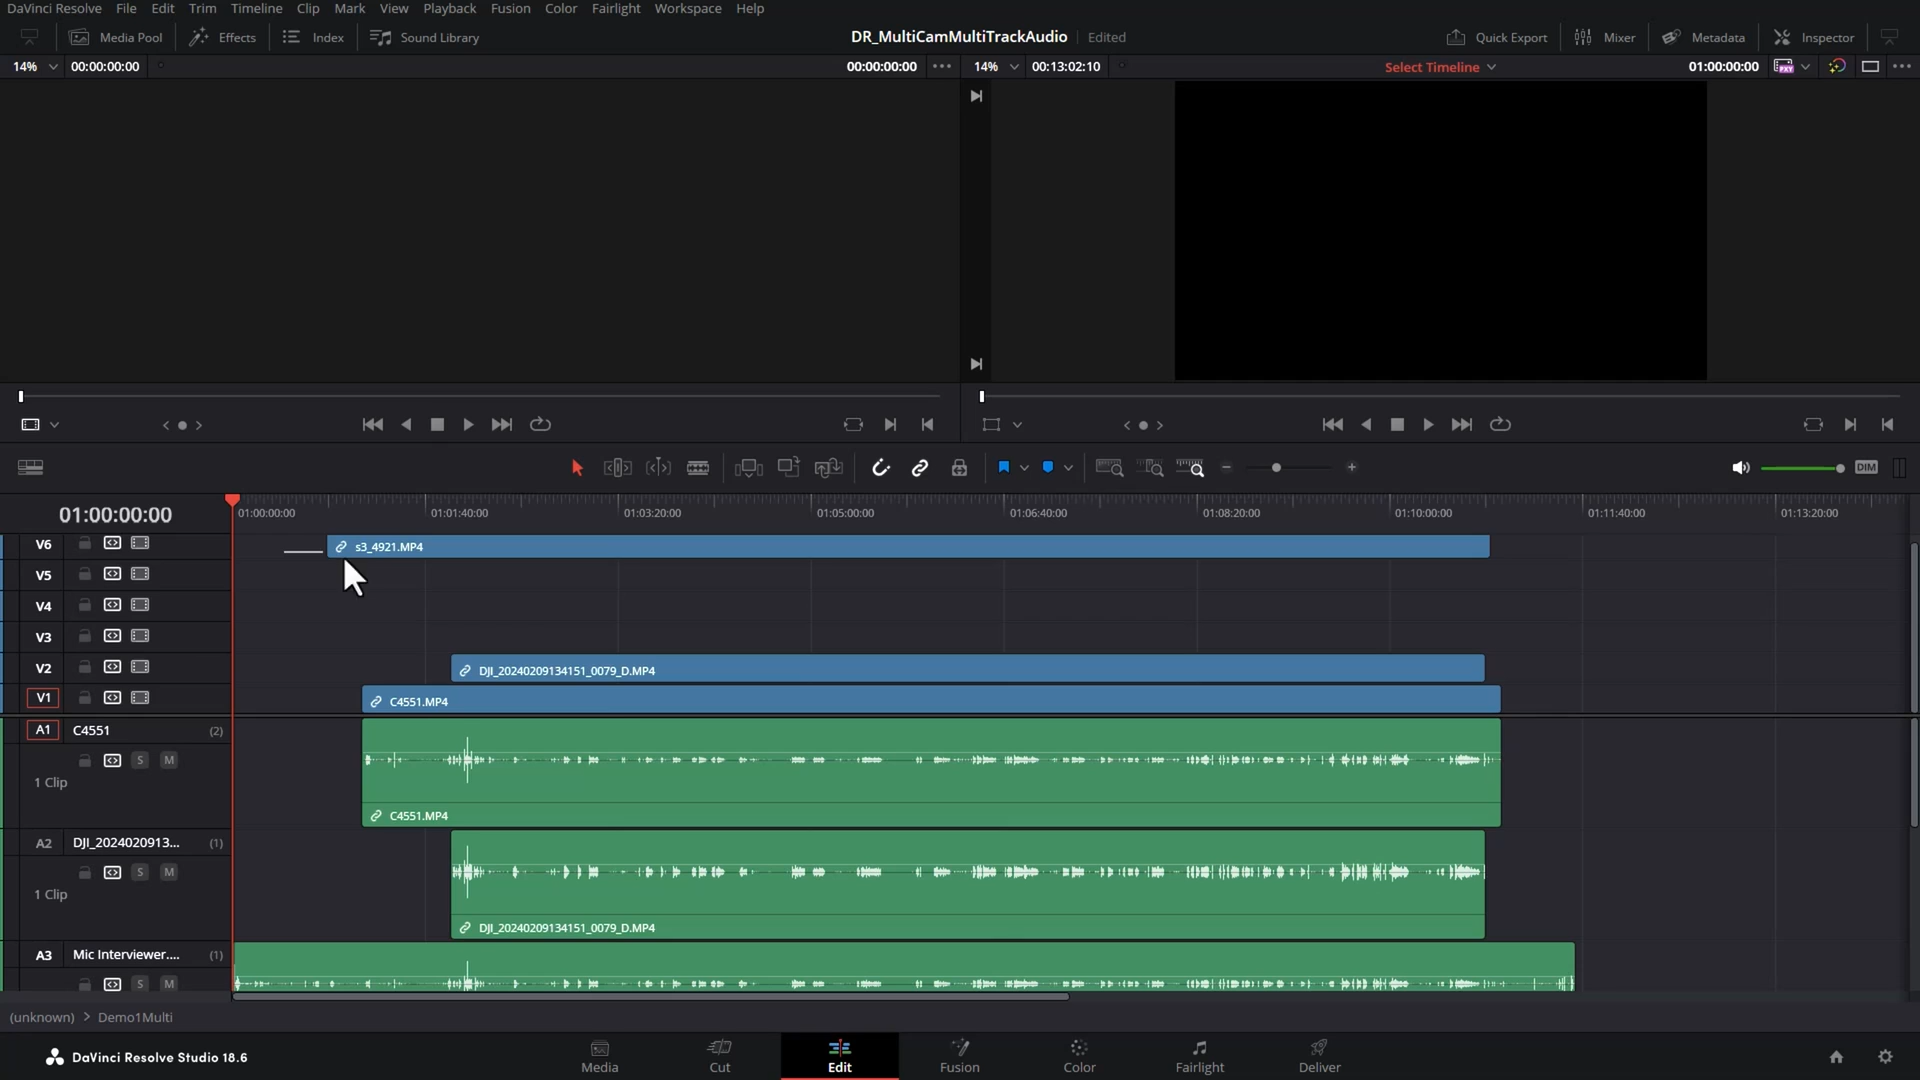 DaVinci Resolve File Edit Trim Timeline Clip Mark View Playback Fusion Color Fairlight Workspace Help
Media Pool Effects Index Sound Library DR_MultiCamMultiTrackAudio Edited Quick Export Mixer Metadata Inspector
14% 00:00:00:00 00:00:00:00 14% 00:13:02:10 Select Timeline 01:00:00:00 PXY
DIM
01:00:00:00 01:00:00:00 01:01:40:00 01:03:20:00 01:05:00:00 01:06:40:00 01:08:20:00 01:10:00:00 01:11:40:00 01:13:20:00
V6 s3_4921.MP4
V5
V4
V3
V2 DJI_20240209134151_0079_D.MP4
V1 C4551.MP4
A1 C4551 (2)
S M
1 Clip
C4551.MP4
A2 DJI_2024020913... (1)
S M
1 Clip
DJI_20240209134151_0079_D.MP4
A3 Mic Interviewer.... (1)
S M
(unknown) > Demo1Multi
DaVinci Resolve Studio 18.6 Media Cut Edit Fusion Color Fairlight Deliver